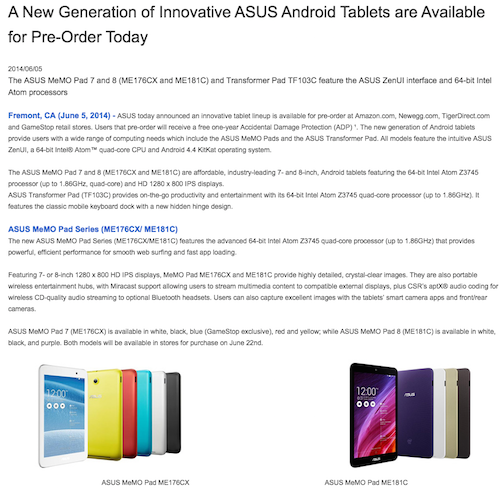 A New Generation of Innovative ASUS Android Tablets are Available
for Pre-Order Today
2014/06/05
The ASUS MeMO Pad 7 and 8 (ME176CX and ME181C) and Transformer Pad TF103C feature the ASUS ZenUI interface and 64-bit Intel
Atom processors
Fremont, CA (June 5, 2014) - ASUS today announced an innovative tablet lineup is available for pre-order at Amazon.com, Newegg.com, TigerDirect.com
and GameStop retail stores. Users that pre-order will receive a free one-year Accidental Damage Protection (ADP) ¹. The new generation of Android tablets
provide users with a wide range of computing needs which include the ASUS MeMO Pads and the ASUS Transformer Pad. All models feature the intuitive ASUS
ZenUI, a 64-bit Intel® Atom™ quad-core CPU and Android 4.4 KitKat operating system.
The ASUS MeMO Pad 7 and 8 (ME176CX and ME181C) are affordable, industry-leading 7- and 8-inch, Android tablets featuring the 64-bit Intel Atom Z3745
processor (up to 1.86GHz, quad-core) and HD 1280 x 800 IPS displays.
ASUS Transformer Pad (TF103C) provides on-the-go productivity and entertainment with its 64-bit Intel Atom Z3745 quad-core processor (up to 1.86GHz). It
features the classic mobile keyboard dock with a new hidden hinge design.
ASUS MeMO Pad Series (ME176CX/ ME181C)
The new ASUS MeMO Pad Series (ME176CX/ME181C) features the advanced 64-bit Intel Atom Z3745 quad-core processor (up to 1.86GHz) that provides
powerful, efficient performance for smooth web surfing and fast app loading.
Featuring 7- or 8-inch 1280 x 800 HD IPS displays, MeMO Pad ME176CX and ME181C provide highly detailed, crystal-clear images. They are also portable
wireless entertainment hubs, with Miracast support allowing users to stream multimedia content to compatible external displays, plus CSR's aptX® audio coding for
wireless CD-quality audio streaming to optional Bluetooth headsets. Users can also capture excellent images with the tablets' smart camera apps and front/rear
cameras.
ASUS MeMO Pad 7 (ME176CX) is available in white, black, blue (GameStop exclusive), red and yellow; while ASUS MeMO Pad 8 (ME181C) is available in white,
black, and purple. Both models will be available in stores for purchase on June 22nd.
12:00
12:00
ASUS
ASUS MeMO Pad ME176CX
ASUS MeMO Pad ME181C